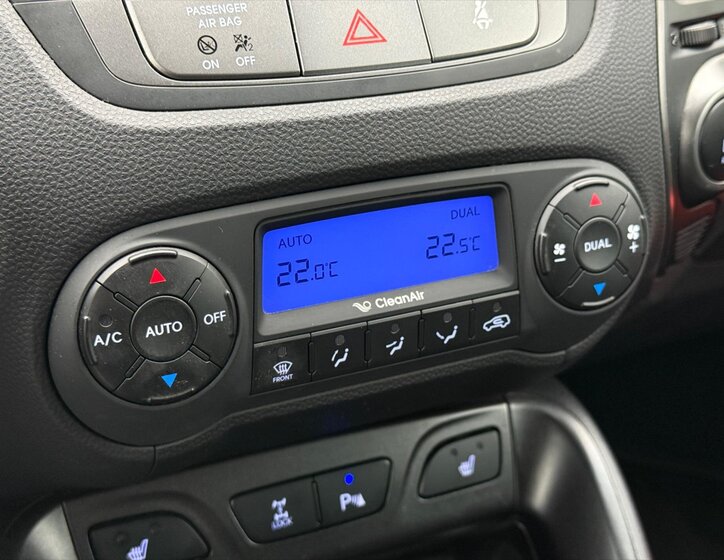 PASSENGER
AIR BAG
ON OFF
AUTO DUAL
22.0°C 22.5°C
CleanAir
A/C AUTO OFF
DUAL
FRONT
LOCK
P